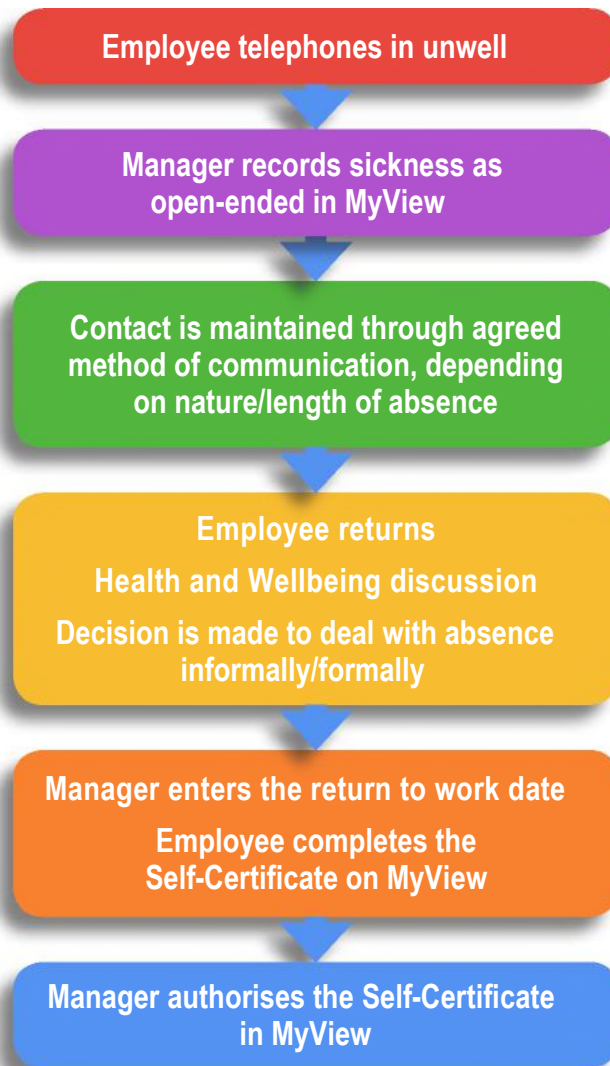 Employee telephones in unwell
Manager records sickness as
open-ended in MyView
Contact is maintained through agreed
method of communication, depending
on nature/length of absence
Employee returns
Health and Wellbeing discussion
Decision is made to deal with absence
informally/formally
Manager enters the return to work date
Employee completes the
Self-Certificate on MyView
Manager authorises the Self-Certificate
in MyView